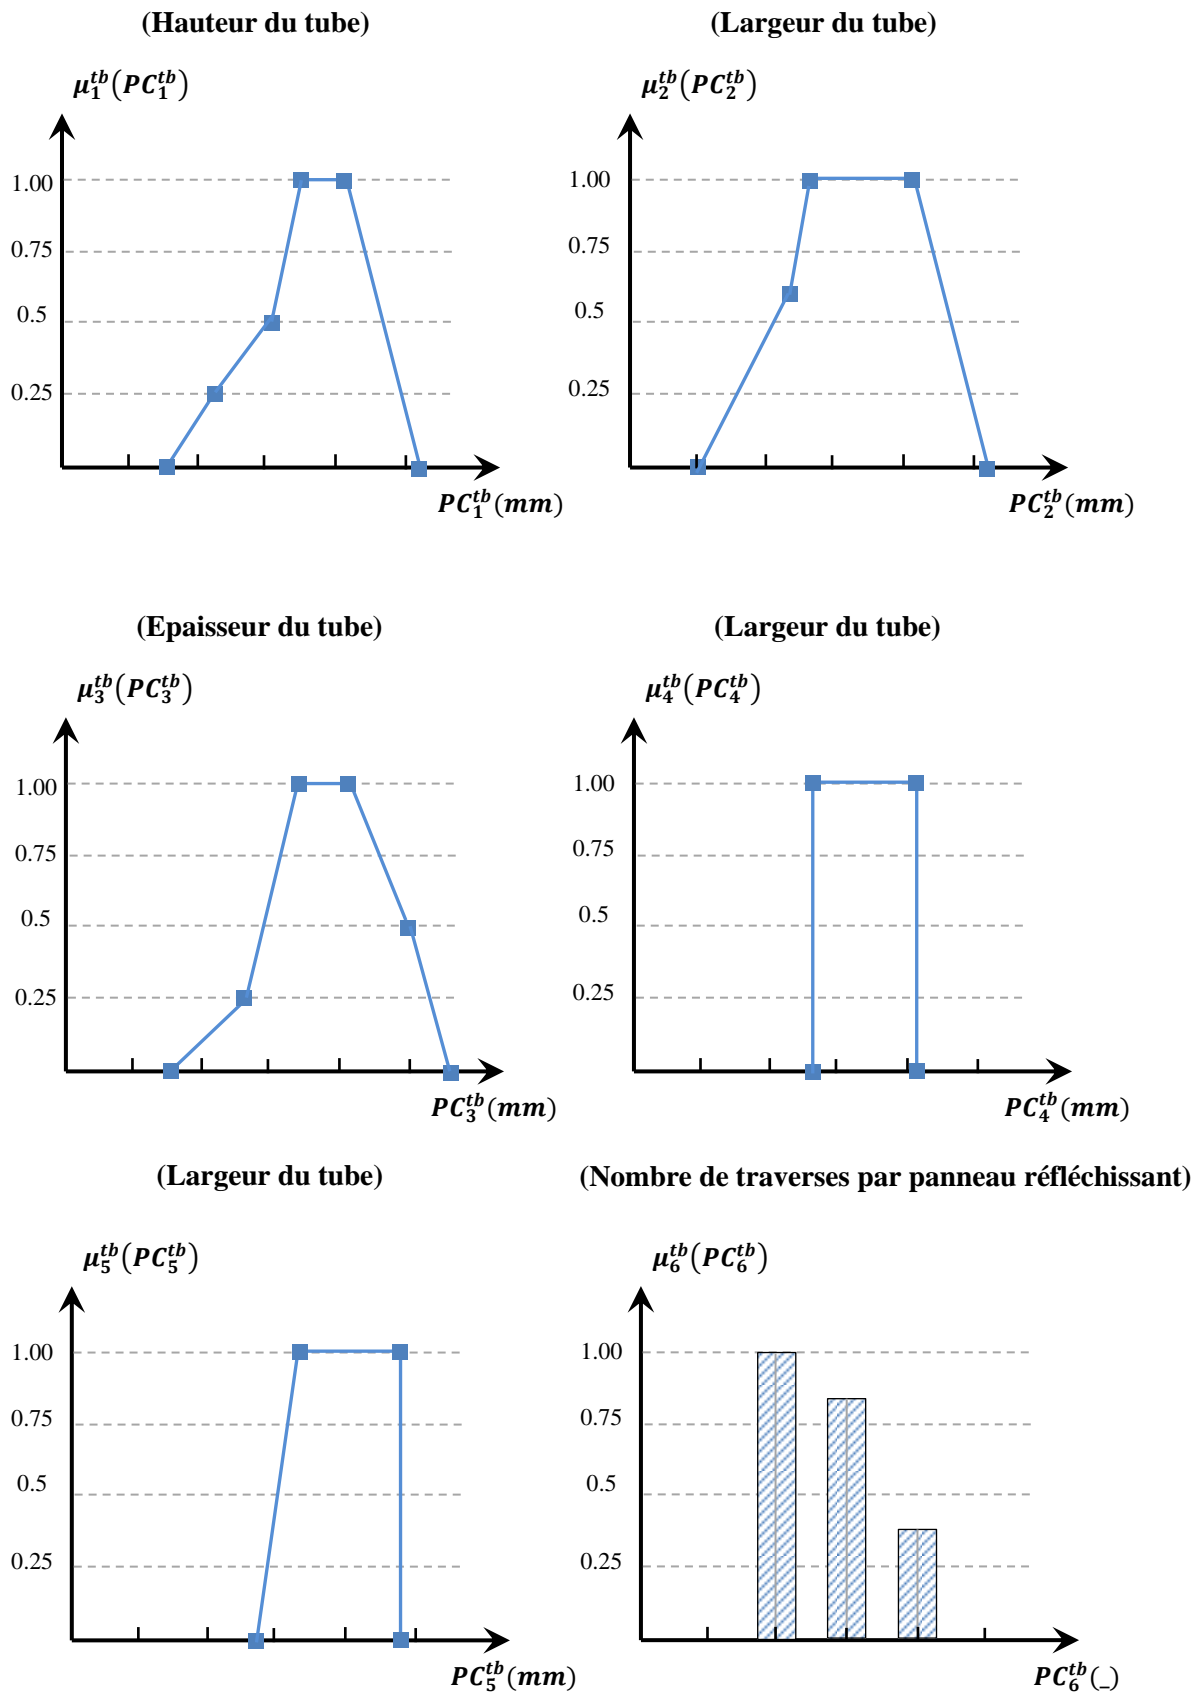 (Hauteur du tube)
(Largeur du tube)
μ₁ᵗᵇ(PC₁ᵗᵇ)
μ₂ᵗᵇ(PC₂ᵗᵇ)
1.00
0.75
0.5
0.25
1.00
0.75
0.5
0.25
PC₁ᵗᵇ(mm)
PC₂ᵗᵇ(mm)
(Epaisseur du tube)
(Largeur du tube)
μ₃ᵗᵇ(PC₃ᵗᵇ)
μ₄ᵗᵇ(PC₄ᵗᵇ)
1.00
0.75
0.5
0.25
1.00
0.75
0.5
0.25
PC₃ᵗᵇ(mm)
PC₄ᵗᵇ(mm)
(Largeur du tube)
(Nombre de traverses par panneau réfléchissant)
μ₅ᵗᵇ(PC₅ᵗᵇ)
μ₆ᵗᵇ(PC₆ᵗᵇ)
1.00
0.75
0.5
0.25
1.00
0.75
0.5
0.25
PC₅ᵗᵇ(mm)
PC₆ᵗᵇ(_)